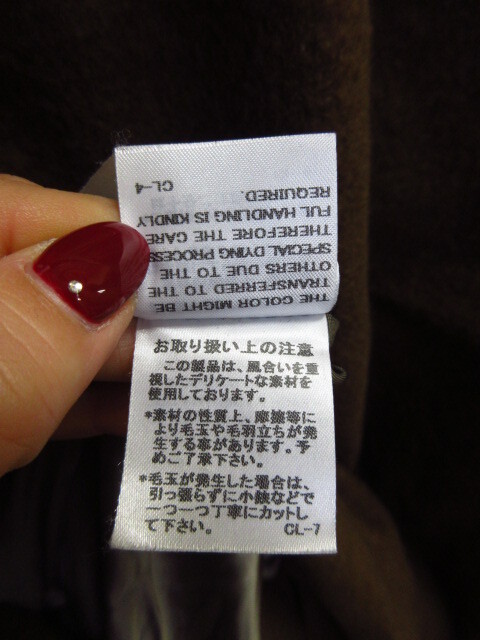 THE COLOR MIGHT BE
TRANSFERRED TO THE
OTHERS DUE TO THE
SPECIAL DYING PROCESS
THEREFORE THE CARE
FUL HANDLING IS KINDLY
REQUIRED.
CL-4
お取り扱い上の注意
この製品は、風合いを重
視したデリケートな素材を
使用しております。
*素材の性質上、摩擦等に
より毛玉や毛羽立ちが発
生する事があります。予
めご了承下さい。
*毛玉が発生した場合は、
引っ張らずに小鋏などで
一つ一つ丁寧にカットし
て下さい。
CL-7